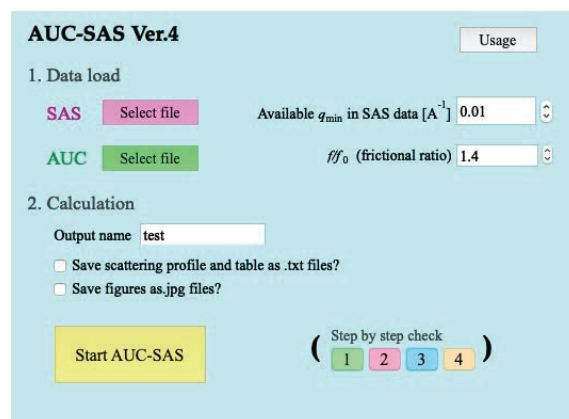 AUC-SAS Ver.4
Usage
1. Data load
SAS Select file Available qmin in SAS data [A-1] 0.01
AUC Select file f/f0 (frictional ratio) 1.4
2. Calculation
Output name test
Save scattering profile and table as .txt files?
Save figures as.jpg files?
Start AUC-SAS
( Step by step check )
1 2 3 4